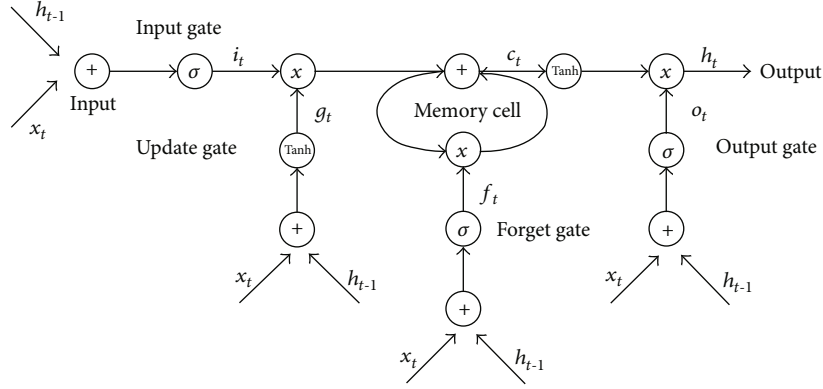 h_{t-1}
Input gate
+ σ i_t x + c_t Tanh x h_t Output
Input
x_t
g_t
Memory cell
o_t
Update gate
Tanh
x
σ
Output gate
f_t
+
σ
Forget gate
+
x_t h_{t-1}
x_t h_{t-1}
+
x_t h_{t-1}